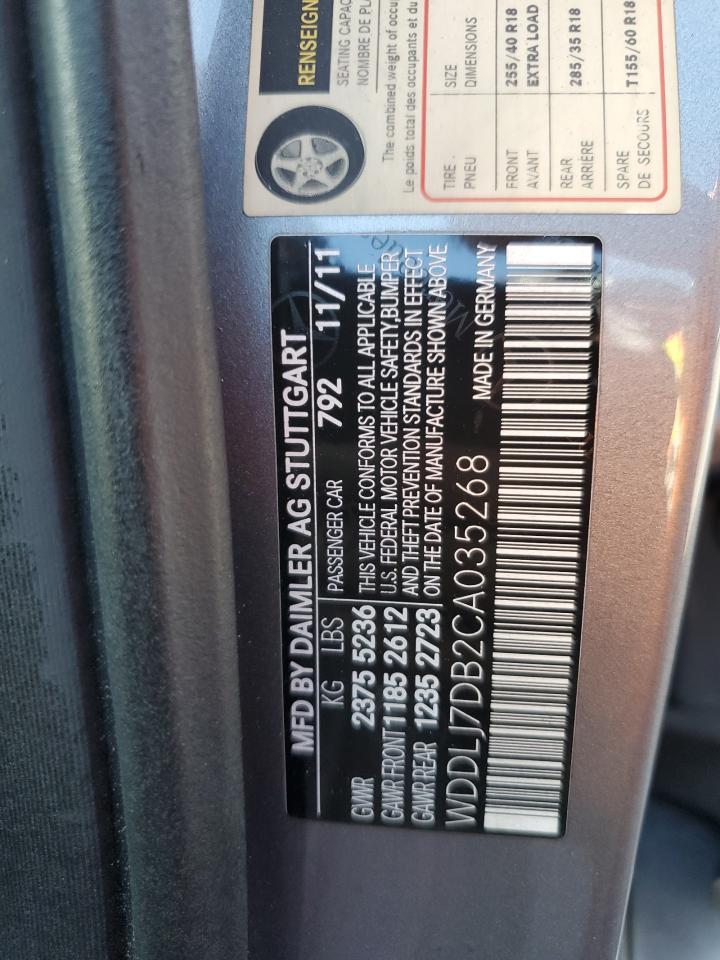 MFD BY DAIMLER AG STUTTGART
KG LBS PASSENGER CAR 792 11/11
GVWR 2375 5236 THIS VEHICLE CONFORMS TO ALL APPLICABLE
GAWR FRONT 1185 2612 U.S. FEDERAL MOTOR VEHICLE SAFETY,BUMPER
GAWR REAR 1235 2723 AND THEFT PREVENTION STANDARDS IN EFFECT
ON THE DATE OF MANUFACTURE SHOWN ABOVE
WDDLJ7DB2CA035268 MADE IN GERMANY
RENSEIGN
SEATING CAPAC
NOMBRE DE PL
The combined weight of occu
Le poids total des occupants et du
TIRE SIZE
PNEU DIMENSIONS
FRONT 255/40 R18
AVANT EXTRA LOAD
REAR 285/35 R18
ARRIÈRE
SPARE T155/60 R18
DE SECOURS